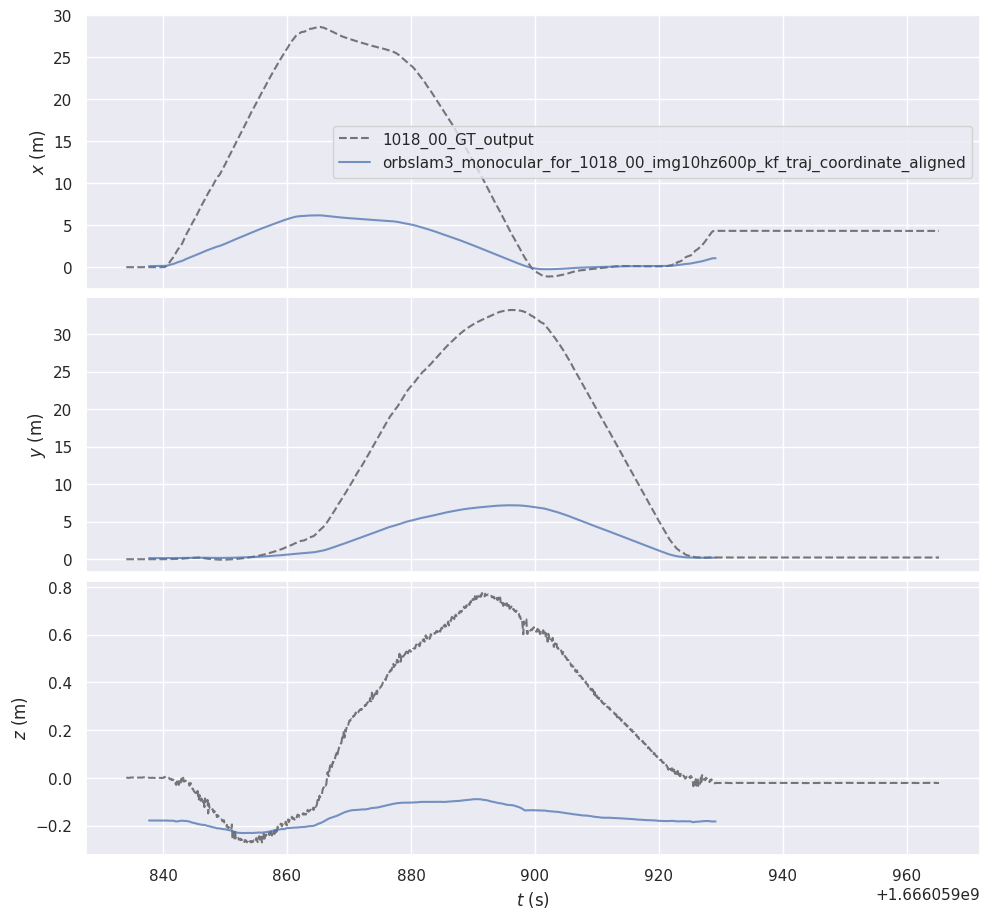 30
25
20
15
10
5
0
x (m)
1018_00_GT_output
orbslam3_monocular_for_1018_00_img10hz600p_kf_traj_coordinate_aligned
30
25
20
15
10
5
0
y (m)
0.8
0.6
0.4
0.2
0.0
−0.2
z (m)
840 860 880 900 920 940 960
t (s)
+1.666059e9